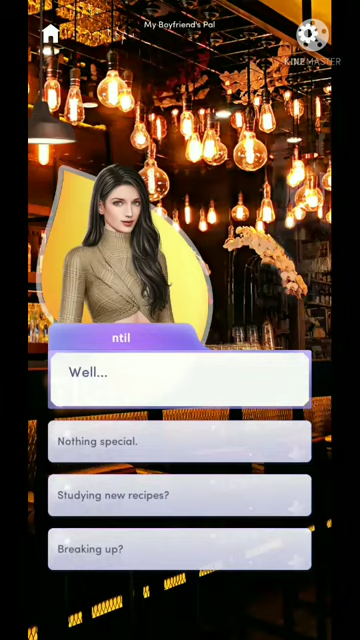 My Boyfriend's Pal
KINEMASTER
ntil
Well...
Nothing special.
Studying new recipes?
Breaking up?